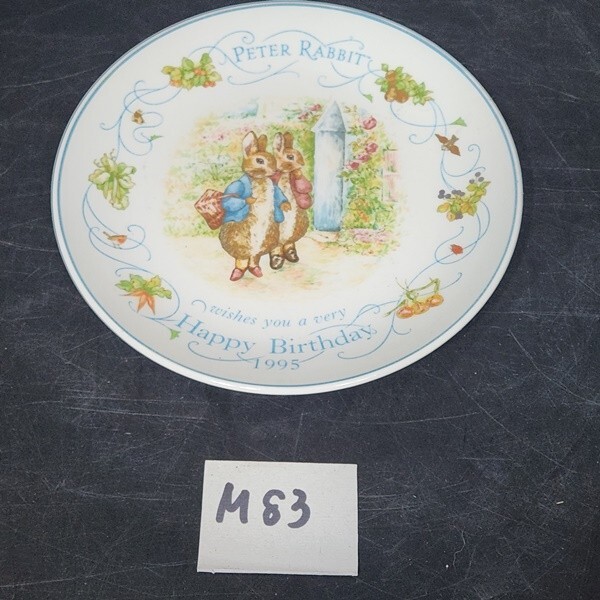 PETER RABBIT
wishes you a very
Happy Birthday
1995
M83